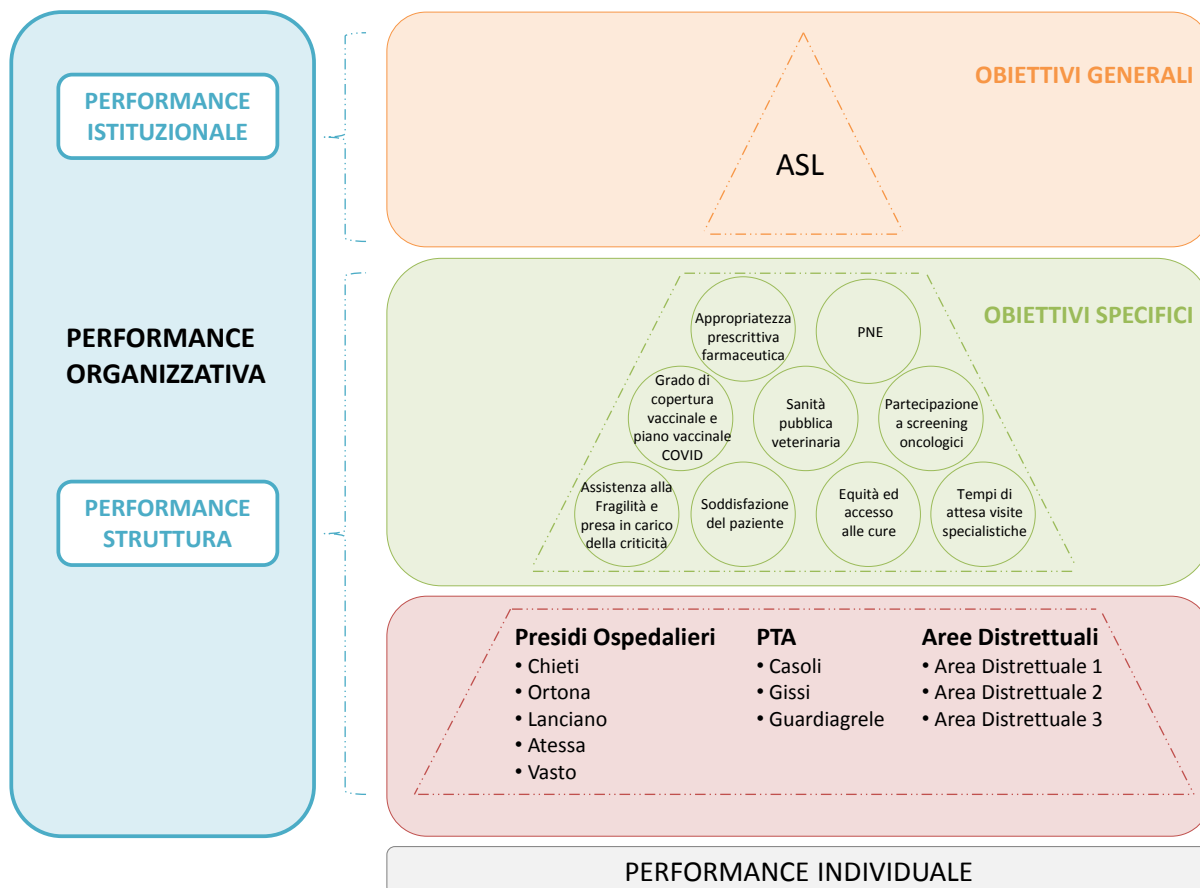 PERFORMANCE
ISTITUZIONALE
PERFORMANCE
ORGANIZZATIVA
PERFORMANCE
STRUTTURA
OBIETTIVI GENERALI
ASL
OBIETTIVI SPECIFICI
Appropriatezza
prescrittiva
farmaceutica
PNE
Grado di
copertura
vaccinale e
piano vaccinale
COVID
Sanità
pubblica
veterinaria
Partecipazione
a screening
oncologici
Assistenza alla
Fragilità e
presa in carico
della criticità
Soddisfazione
del paziente
Equità ed
accesso
alle cure
Tempi di
attesa visite
specialistiche
Presidi Ospedalieri
• Chieti
• Ortona
• Lanciano
• Atessa
• Vasto
PTA
• Casoli
• Gissi
• Guardiagrele
Aree Distrettuali
• Area Distrettuale 1
• Area Distrettuale 2
• Area Distrettuale 3
PERFORMANCE INDIVIDUALE